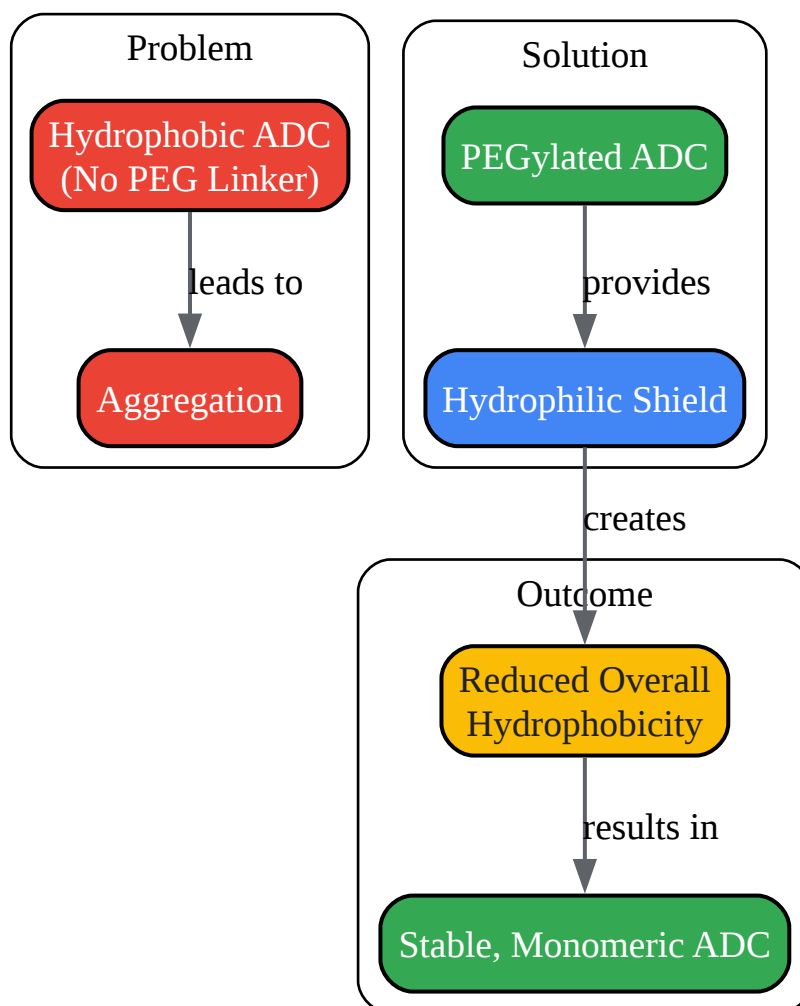 Problem
Hydrophobic ADC
(No PEG Linker)
leads to
Aggregation
Solution
PEGylated ADC
provides
Hydrophilic Shield
creates
Outcome
Reduced Overall
Hydrophobicity
results in
Stable, Monomeric ADC